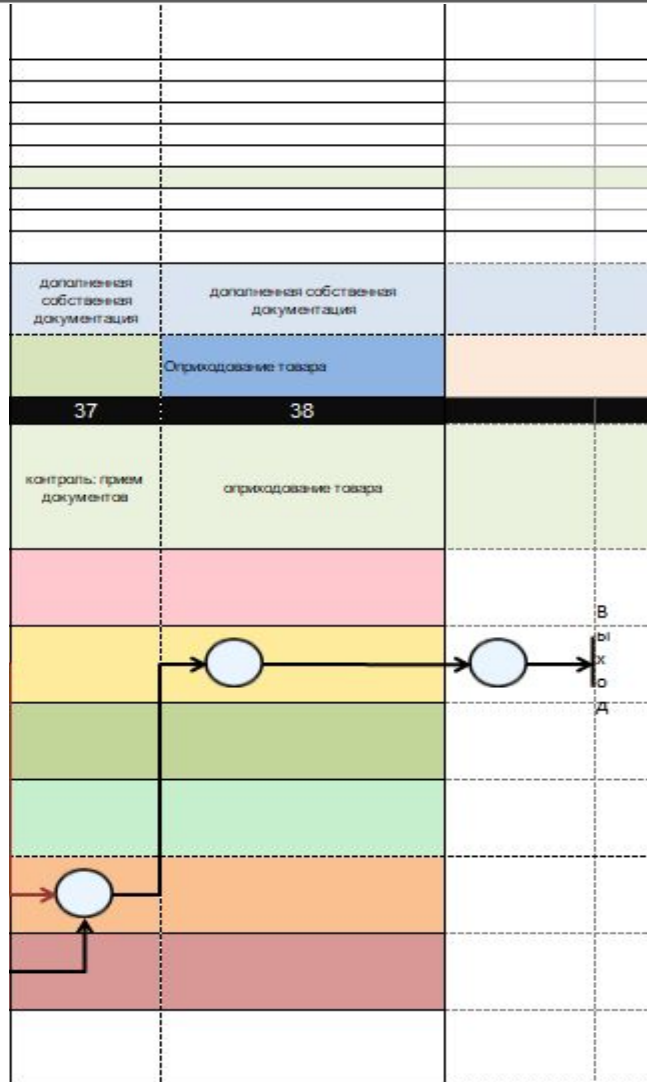 дополненная
собственная
документация
дополненная собственная
документация
Оприходование товара
37
38
контроль: прием
документов
оприходование товара
В
ы
х
о
д